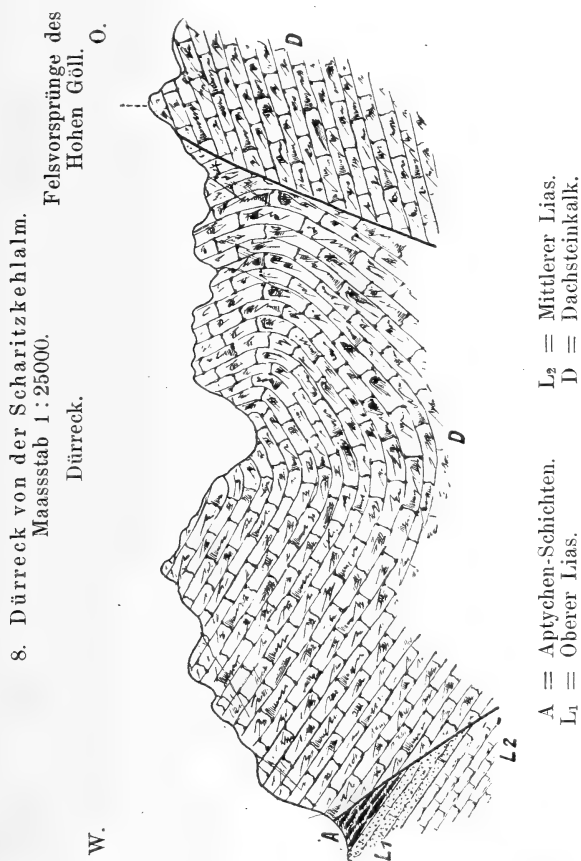 8. Dürreck von der Scharitzkehlalm.
Maassstab 1:25000.
Dürreck.
Felsvorsprünge des
Hohen Göll.
W.
O.
D
D
A
L1
L2
A = Aptychen-Schichten.
L1 = Oberer Lias.
L2 = Mittlerer Lias.
D = Dachsteinkalk.